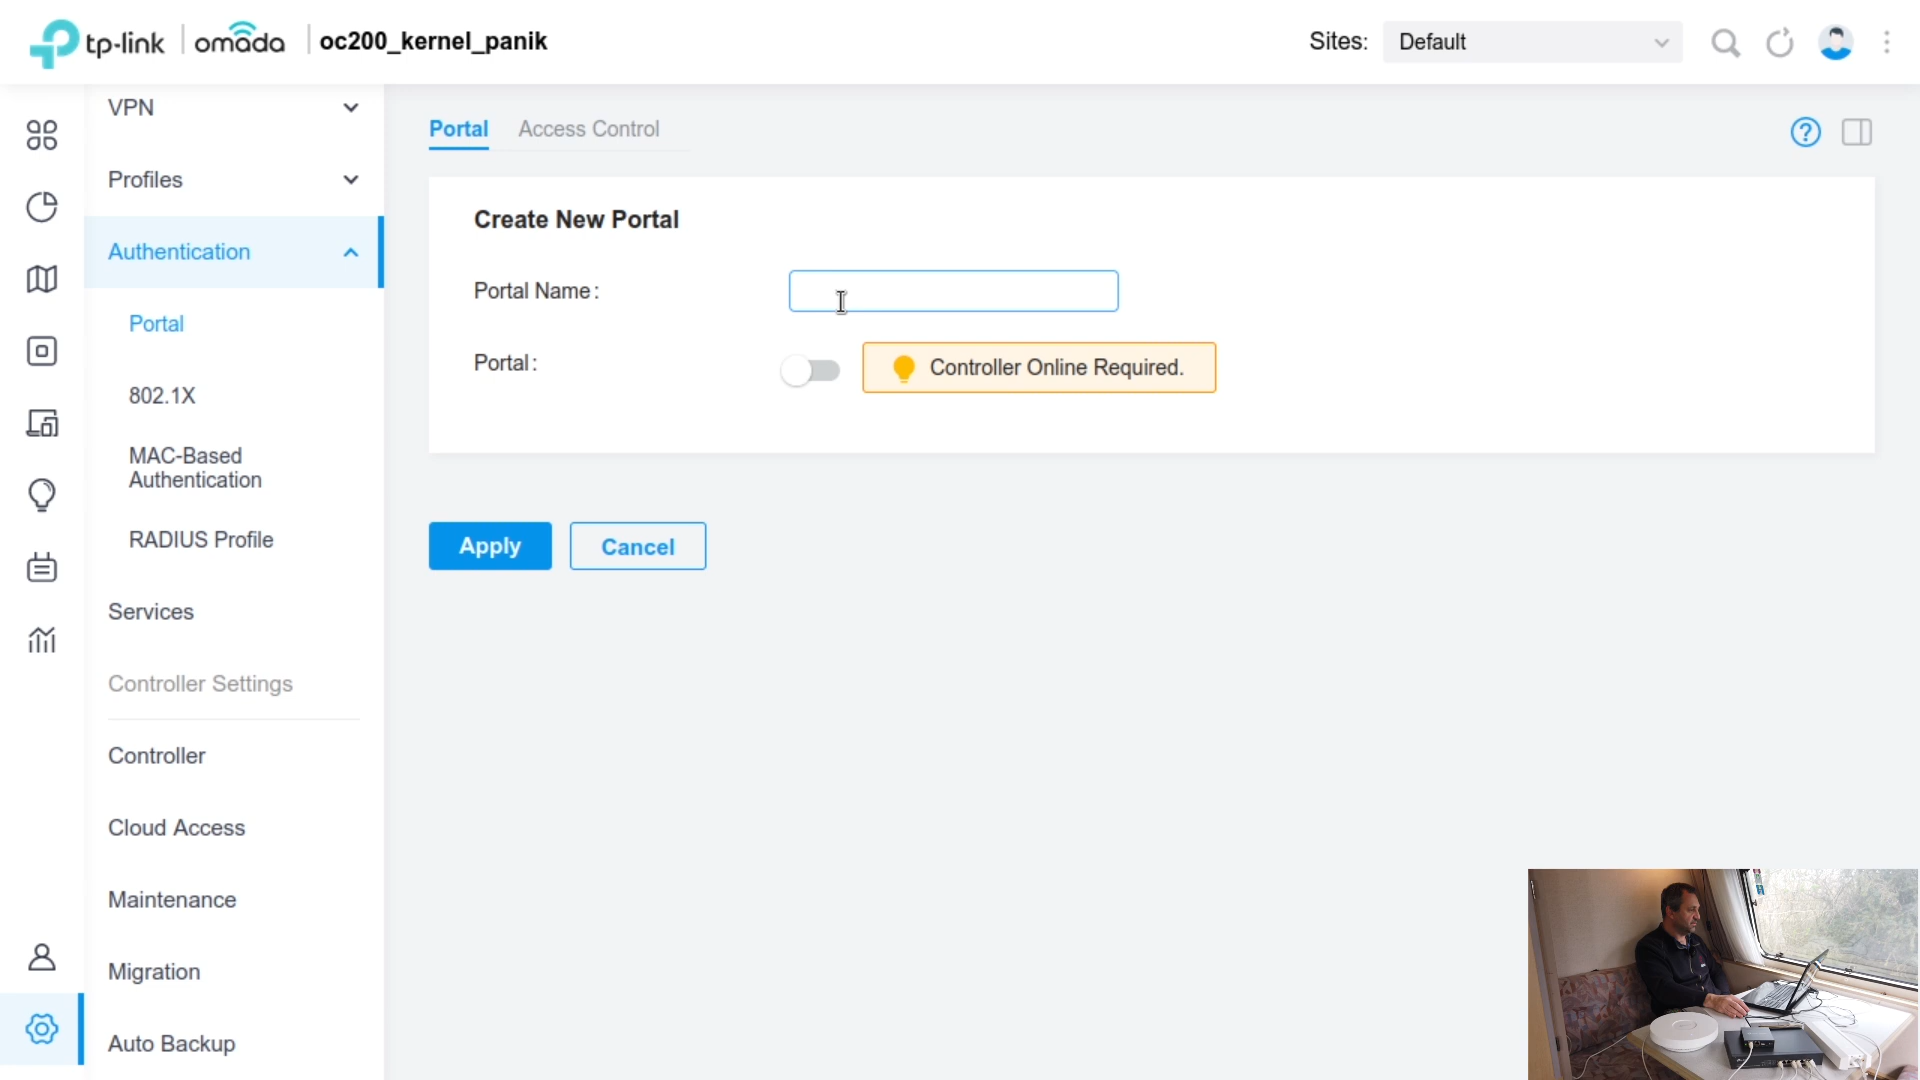 tp-link omada oc200_kernel_panik
Sites: Default
VPN
Profiles
Authentication
Portal
802.1X
MAC-Based
Authentication
RADIUS Profile
Services
Controller Settings
Controller
Cloud Access
Maintenance
Migration
Auto Backup
Portal Access Control
?
Create New Portal
Portal Name:
Portal: Controller Online Required.
Apply Cancel